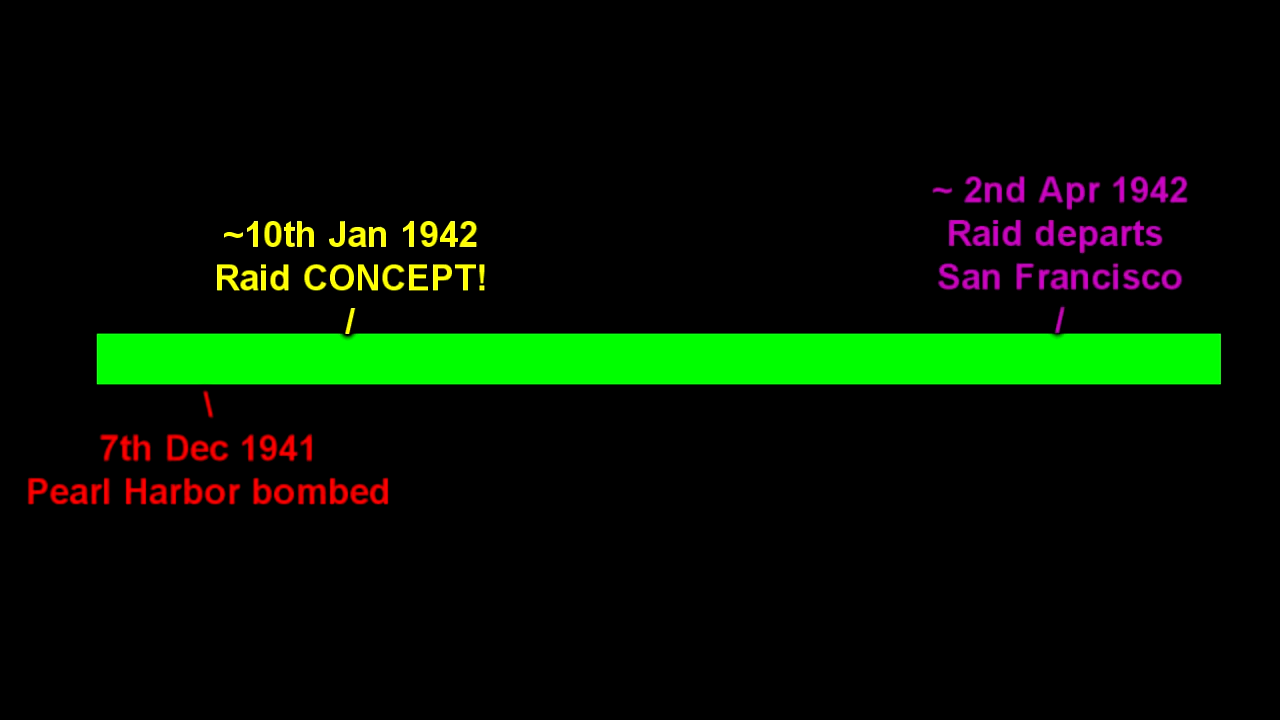 ~10th Jan 1942
Raid CONCEPT!
/
~ 2nd Apr 1942
Raid departs
San Francisco
/
\
7th Dec 1941
Pearl Harbor bombed